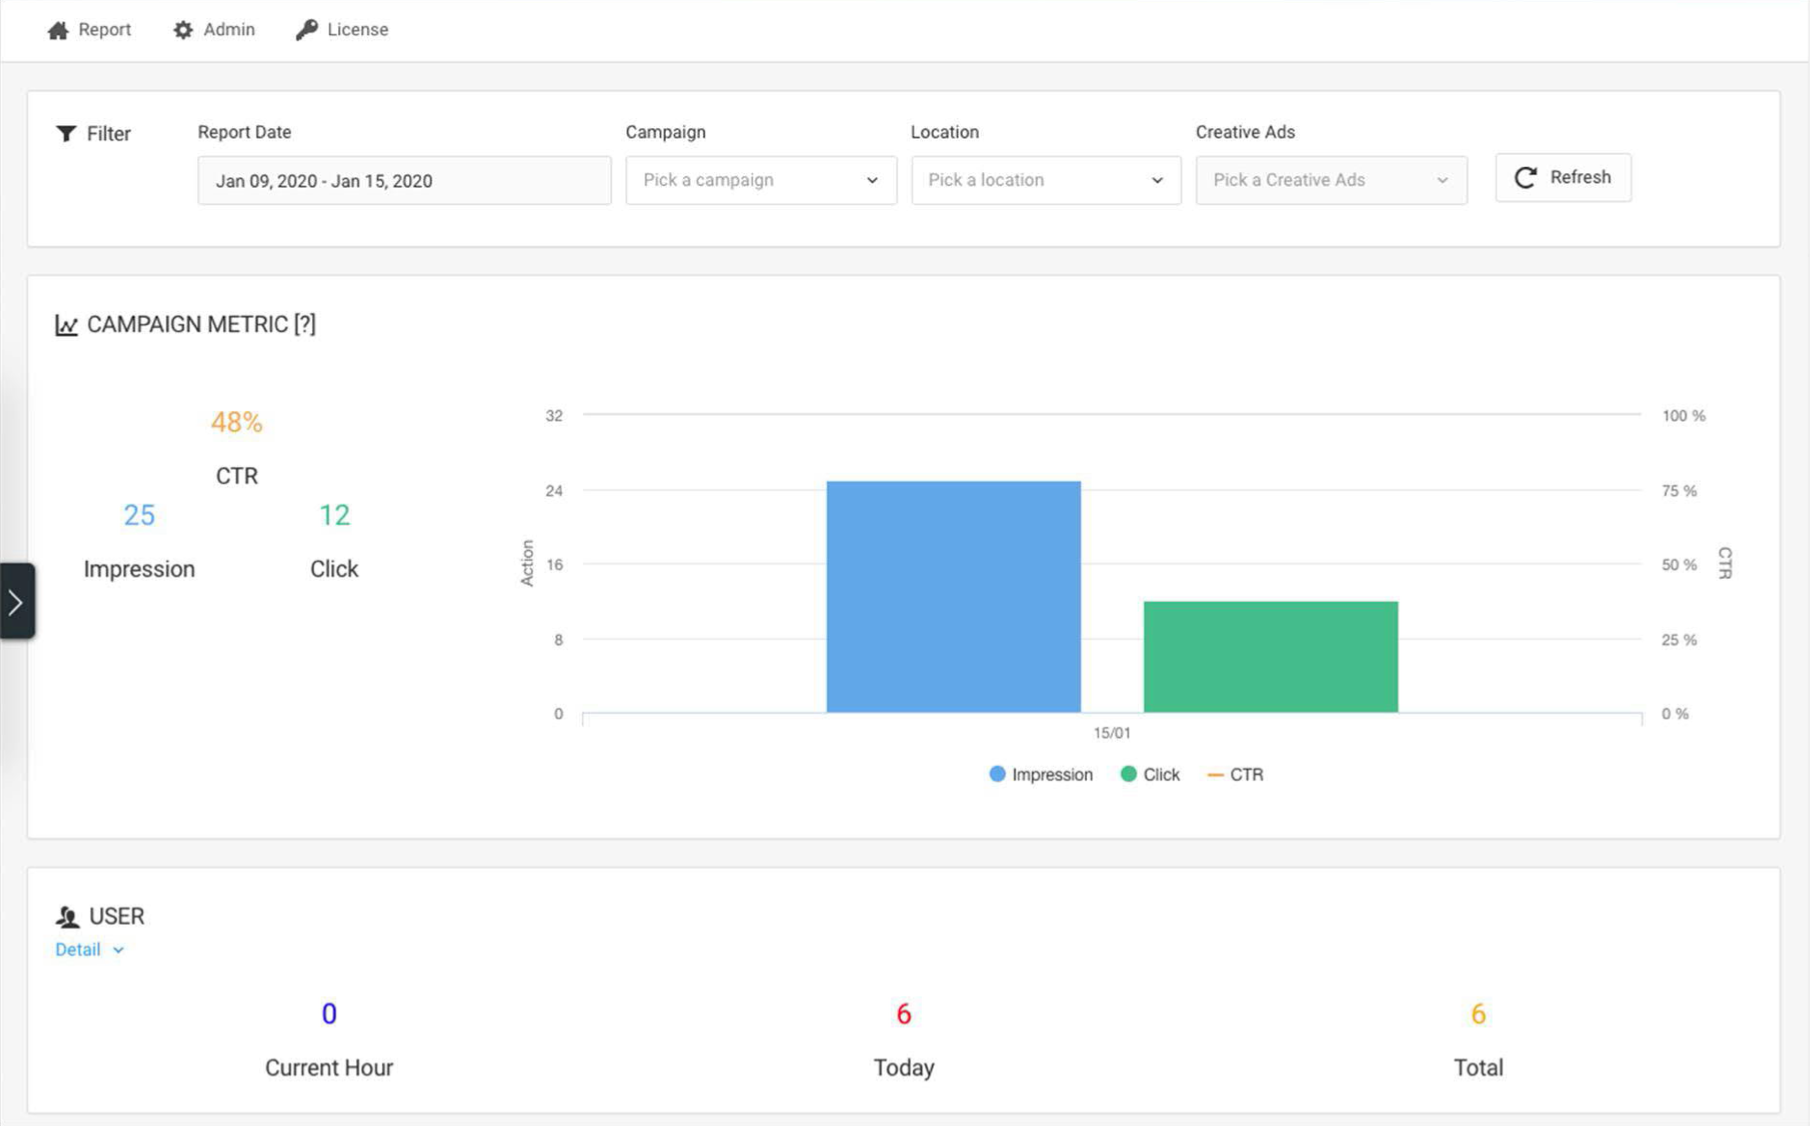 Report Admin License
Filter
Report Date Campaign Location Creative Ads
Jan 09, 2020 - Jan 15, 2020 Pick a campaign Pick a location Pick a Creative Ads Refresh
CAMPAIGN METRIC [?]
48%
CTR
25 12
Impression Click
32
24
16
8
0
Action
100 %
75 %
50 %
25 %
0 %
CTR
15/01
Impression Click CTR
USER
Detail
0 6 6
Current Hour Today Total